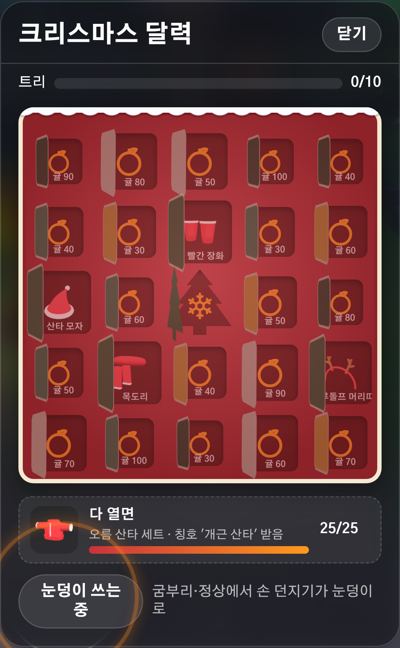 크리스마스 달력
닫기
트리
0/10
귤 90
귤 80
귤 50
귤 100
귤 40
귤 40
귤 30
빨간 장화
귤 30
귤 60
산타 모자
귤 60
귤 50
귤 80
귤 50
목도리
귤 40
귤 90
루돌프 머리띠
귤 70
귤 100
귤 30
귤 60
귤 70
다 열면
오름 산타 세트 · 칭호 ‘개근 산타’ 받음
25/25
눈덩이 쓰는
중
굼부리·정상에서 손 던지기가 눈덩이
로